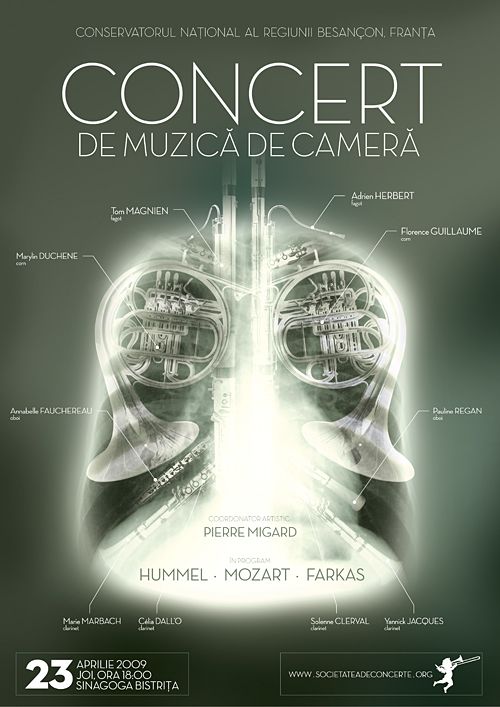 CONSERVATORUL NAȚIONAL AL REGIUNII BESANÇON, FRANȚA
CONCERT
DE MUZICĂ DE CAMERĂ
Adrien HERBERT
fagot
Tom MAGNIEN
fagot
Florence GUILLAUME
corn
Marylin DUCHENE
corn
Annabelle FAUCHEREAU
oboi
Pauline REGAN
oboi
COORDONATOR ARTISTIC
PIERRE MIGARD
ÎN PROGRAM
HUMMEL · MOZART · FARKAS
Marie MARBACH
clarinet
Célia DALL'O
clarinet
Solenne CLERVAL
clarinet
Yannick JACQUES
clarinet
23 APRILIE 2009
JOI, ORA 18:00
SINAGOGA BISTRIȚA
WWW.SOCIETATEADECONCERTE.ORG